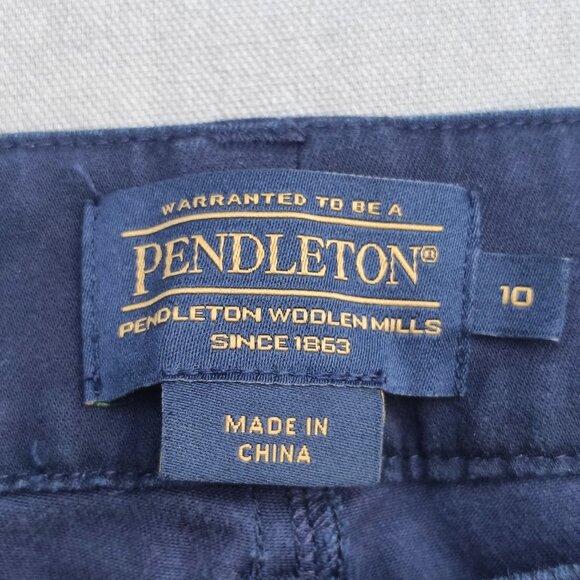 WARRANTED TO BE A
PENDLETON®
PENDLETON WOOLEN MILLS
SINCE 1863
10
MADE IN
CHINA